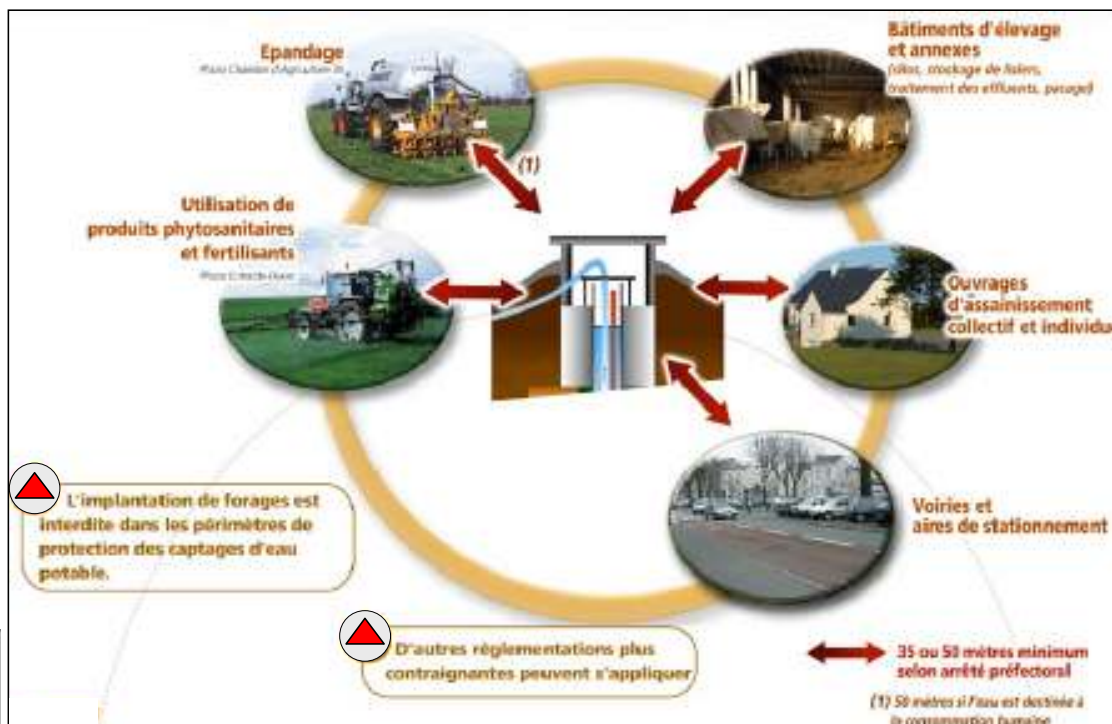 Epandage
Bâtiments d'élevage
et annexes
(silos, stockage de
traitement des effluents, pacage)
(1)
Utilisation de
produits phytosanitaires
et fertilisants
Ouvrages
d'assainissement
collectif et individu
L'implantation de forages est
interdite dans les périmètres de
protection des captages d'eau
potable.
Voiries et
aires de stationnement
D'autres réglementations plus
contraignantes peuvent s'appliquer
35 ou 50 mètres minimum
selon arrêté préfectoral
(1) 50 mètres si l'eau est destinée à
la consommation humaine